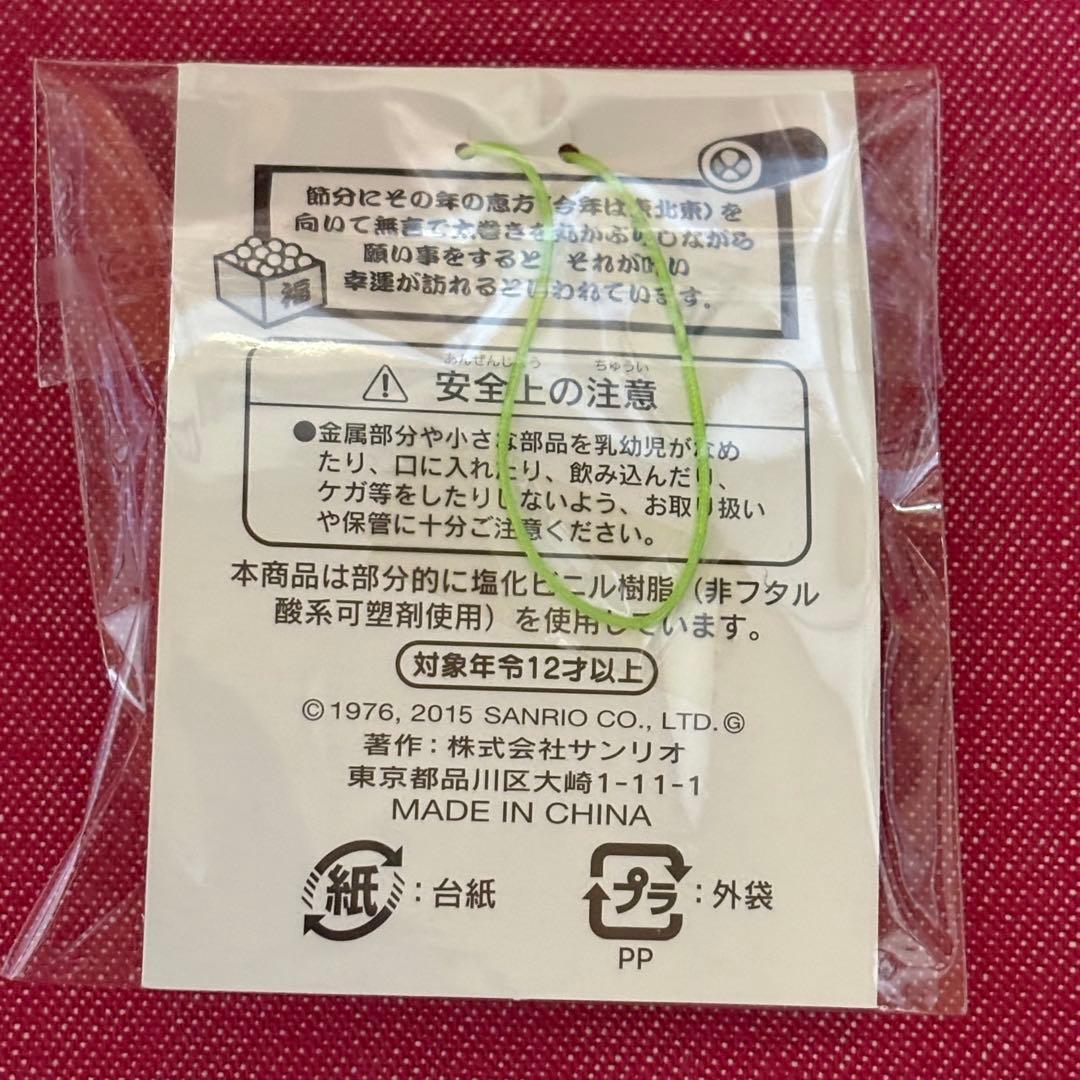 節分にその年の恵方(今年は東北東)を
向いて無言で太巻きを丸かぶりしながら
願い事をすると それが叶い
幸運が訪れるといわれています。
福
あんぜんじょう ちゅうい
安全上の注意
●金属部分や小さな部品を乳幼児がなめ
たり、口に入れたり、飲み込んだり、
ケガ等をしたりしないよう、お取り扱い
や保管に十分ご注意ください。
本商品は部分的に塩化ビニル樹脂(非フタル
酸系可塑剤使用)を使用しています。
対象年令12才以上
©1976, 2015 SANRIO CO., LTD.Ⓖ
著作:株式会社サンリオ
東京都品川区大崎1-11-1
MADE IN CHINA
紙:台紙
プラ:外袋
PP